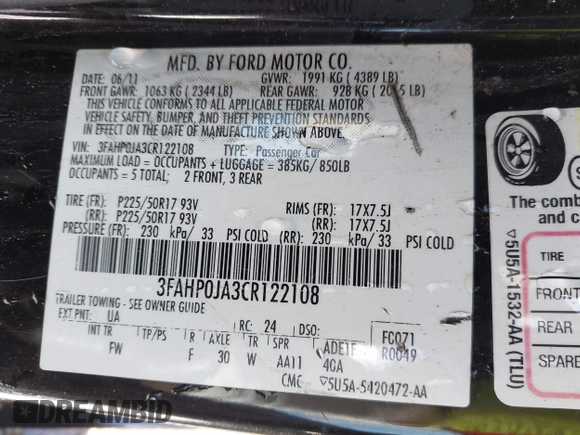 MFD. BY FORD MOTOR CO.
DATE: 06/11 GVWR: 1991 KG ( 4389 LB)
FRONT GAWR: 1063 KG ( 2344 LB) REAR GAWR: 928 KG ( 2045 LB)
THIS VEHICLE CONFORMS TO ALL APPLICABLE FEDERAL MOTOR
VEHICLE SAFETY, BUMPER, AND THEFT PREVENTION STANDARDS
IN EFFECT ON THE DATE OF MANUFACTURE SHOWN ABOVE.
VIN: 3FAHP0JA3CR122108 TYPE: Passenger Car
MAXIMUM LOAD = OCCUPANTS + LUGGAGE = 385KG/ 850LB
OCCUPANTS = 5 TOTAL; 2 FRONT, 3 REAR
TIRE (FR): P225/50R17 93V RIMS (FR): 17X7.5J
(RR): P225/50R17 93V (RR): 17X7.5J
PRESSURE (FR): 230 kPa/ 33 PSI COLD (RR): 230 kPa/ 33 PSI COLD
3FAHP0JA3CR122108
TRAILER TOWING - SEE OWNER GUIDE
EXT PNT: UA RC: 24 DSO: FC071
INT TR TP/PS R AXLE TR SPR ADE1F R0049
FW F 30 W AA11 40A
CMC ▽5U5A-5420472-AA
The comb
and c
TIRE
FRONT
REAR
SPARE
▽5U5A-1532-AA (TLU)
DREAMBID